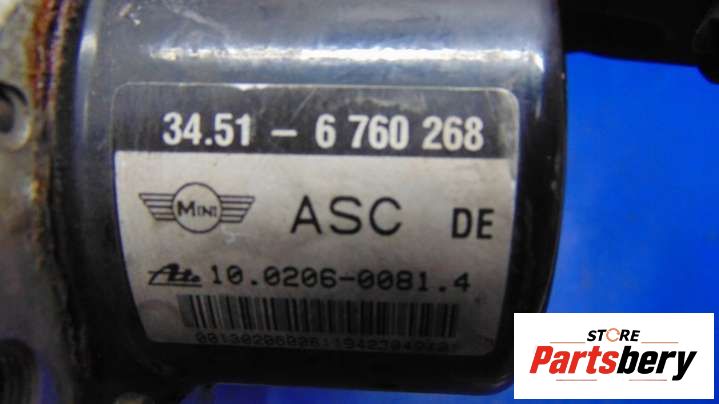 34.51 - 6 760 268
MINI ASC DE
Ate 10.0206-0081.4
STORE
Partsbery